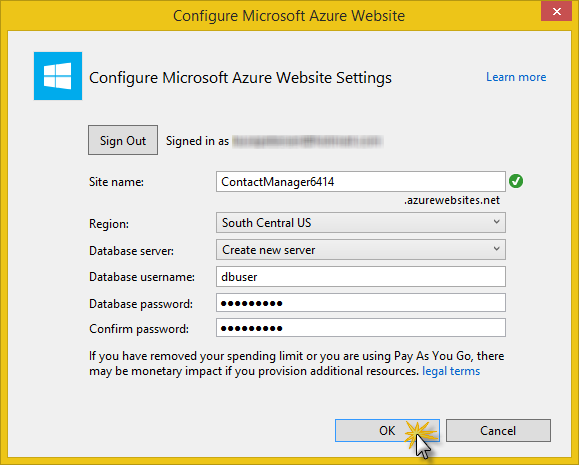 Configure Microsoft Azure Website
Configure Microsoft Azure Website Settings
Learn more
Sign Out
Signed in as
Site name:
ContactManager6414
.azurewebsites.net
Region:
South Central US
Database server:
Create new server
Database username:
dbuser
Database password:
●●●●●●●●●
Confirm password:
●●●●●●●●●
If you have removed your spending limit or you are using Pay As You Go, there
may be monetary impact if you provision additional resources. legal terms
OK
Cancel